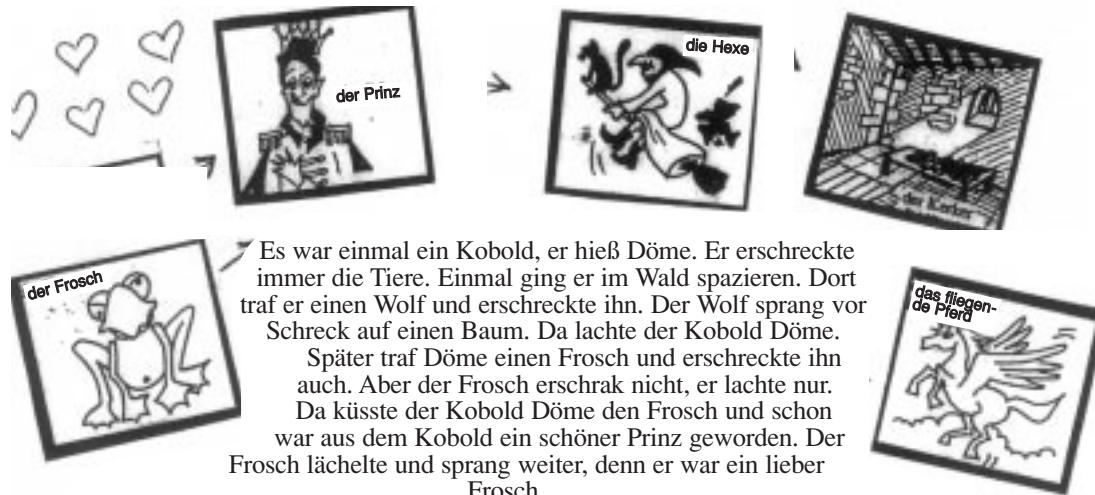 der Prinz
die Hexe
der Kerker
der Frosch
das fliegen-
de Pferd
Es war einmal ein Kobold, er hieß Döme. Er erschreckte
immer die Tiere. Einmal ging er im Wald spazieren. Dort
traf er einen Wolf und erschreckte ihn. Der Wolf sprang vor
Schreck auf einen Baum. Da lachte der Kobold Döme.
Später traf Döme einen Frosch und erschreckte ihn
auch. Aber der Frosch erschrak nicht, er lachte nur.
Da küsste der Kobold Döme den Frosch und schon
war aus dem Kobold ein schöner Prinz geworden. Der
Frosch lächelte und sprang weiter, denn er war ein lieber
Frosch